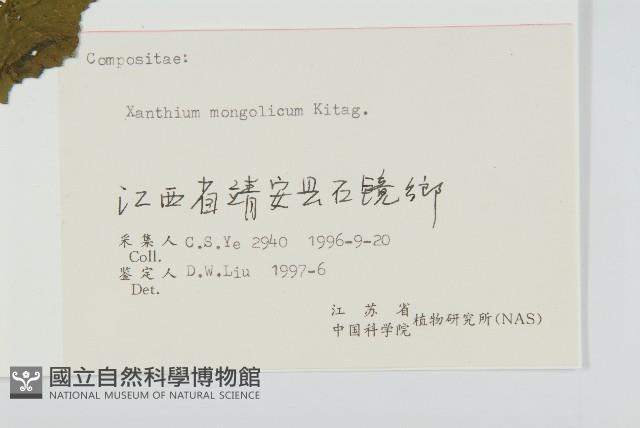 Compositae:
Xanthium mongolicum Kitag.
江西省靖安县石镜鄉
采集人 C.S.Ye 2940 1996-9-20
Coll.
鉴定人 D.W.Liu 1997-6
Det.
江苏省
中国科学院 植物研究所(NAS)
國立自然科學博物館
NATIONAL MUSEUM OF NATURAL SCIENCE